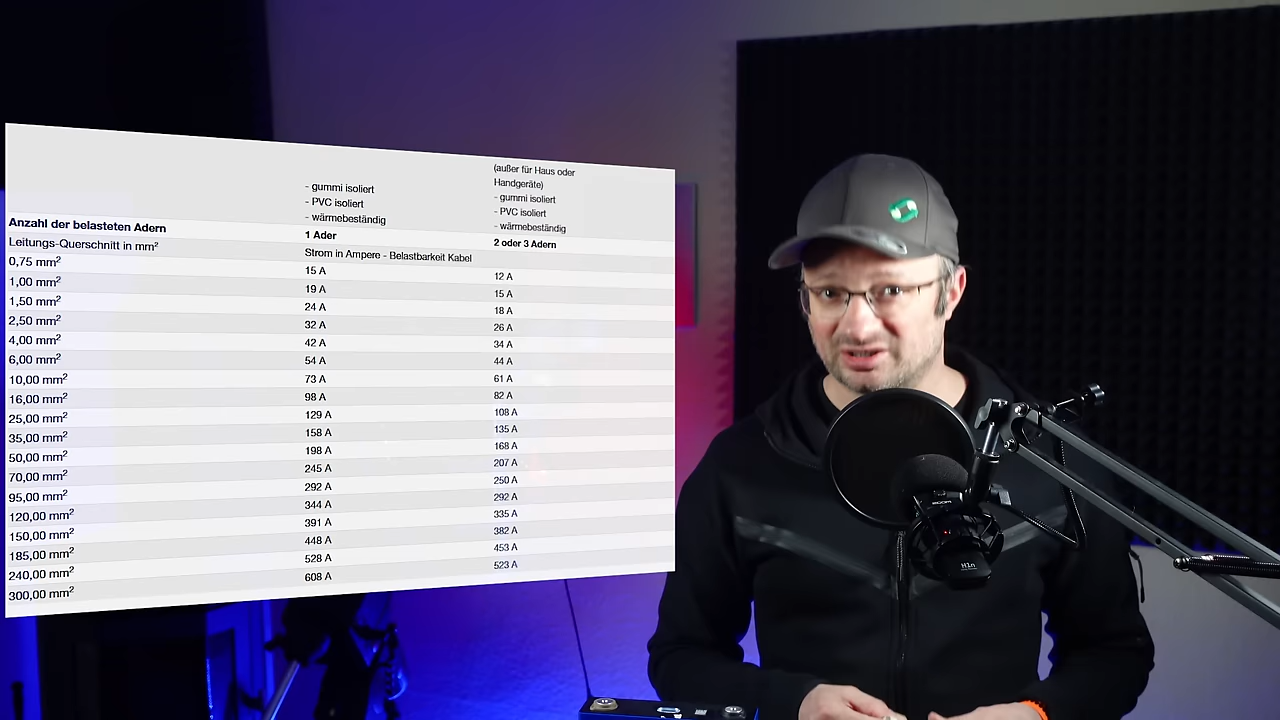 (außer für Haus oder
Handgeräte)
- gummi isoliert - gummi isoliert
- PVC isoliert - PVC isoliert
- wärmebeständig - wärmebeständig
Anzahl der belasteten Adern 1 Ader 2 oder 3 Adern
Leitungs-Querschnitt in mm² Strom in Ampere - Belastbarkeit Kabel
0,75 mm² 15 A 12 A
1,00 mm² 19 A 15 A
1,50 mm² 24 A 18 A
2,50 mm² 32 A 26 A
4,00 mm² 42 A 34 A
6,00 mm² 54 A 44 A
10,00 mm² 73 A 61 A
16,00 mm² 98 A 82 A
25,00 mm² 129 A 108 A
35,00 mm² 158 A 135 A
50,00 mm² 198 A 168 A
70,00 mm² 245 A 207 A
95,00 mm² 292 A 250 A
120,00 mm² 344 A 292 A
150,00 mm² 391 A 335 A
185,00 mm² 448 A 382 A
240,00 mm² 528 A 453 A
300,00 mm² 608 A 523 A
zoom
H1n